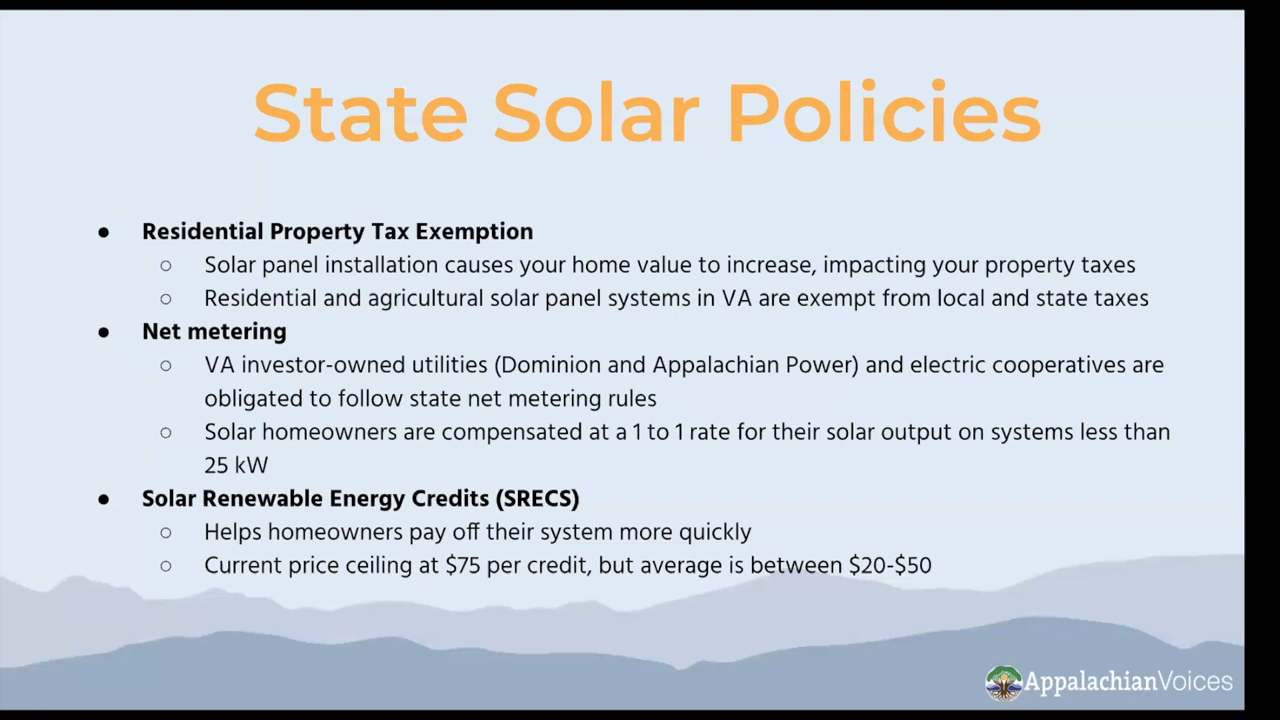 State Solar Policies
● Residential Property Tax Exemption
○ Solar panel installation causes your home value to increase, impacting your property taxes
○ Residential and agricultural solar panel systems in VA are exempt from local and state taxes
● Net metering
○ VA investor-owned utilities (Dominion and Appalachian Power) and electric cooperatives are
obligated to follow state net metering rules
○ Solar homeowners are compensated at a 1 to 1 rate for their solar output on systems less than
25 kW
● Solar Renewable Energy Credits (SRECS)
○ Helps homeowners pay off their system more quickly
○ Current price ceiling at $75 per credit, but average is between $20-$50
AppalachianVoices